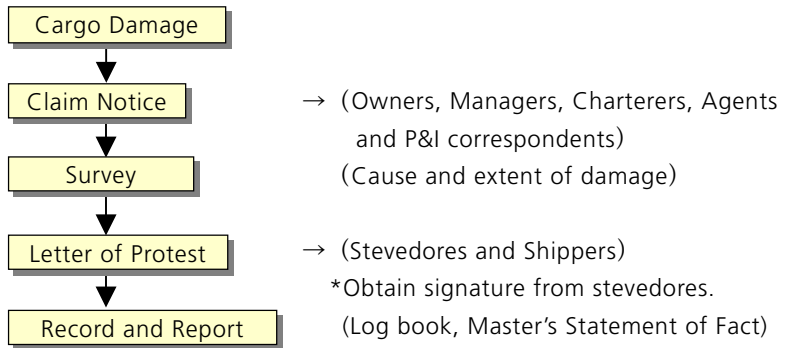 Cargo Damage
Claim Notice → (Owners, Managers, Charterers, Agents
and P&I correspondents)
Survey (Cause and extent of damage)
Letter of Protest → (Stevedores and Shippers)
*Obtain signature from stevedores.
Record and Report (Log book, Master's Statement of Fact)